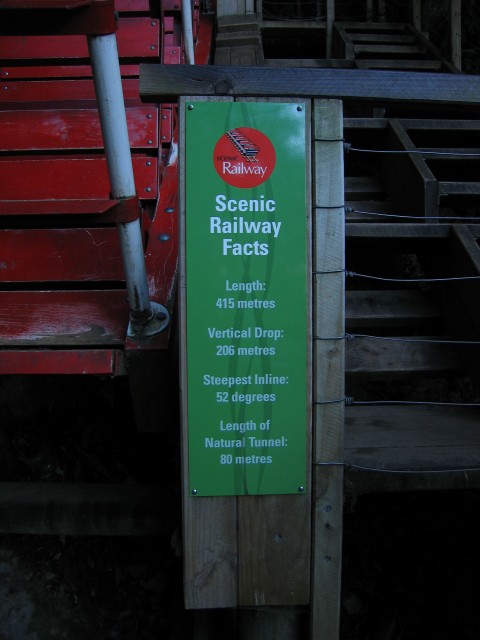 SCENIC
Railway
Scenic
Railway
Facts
Length:
415 metres
Vertical Drop:
206 metres
Steepest Inline:
52 degrees
Length of
Natural Tunnel:
80 metres